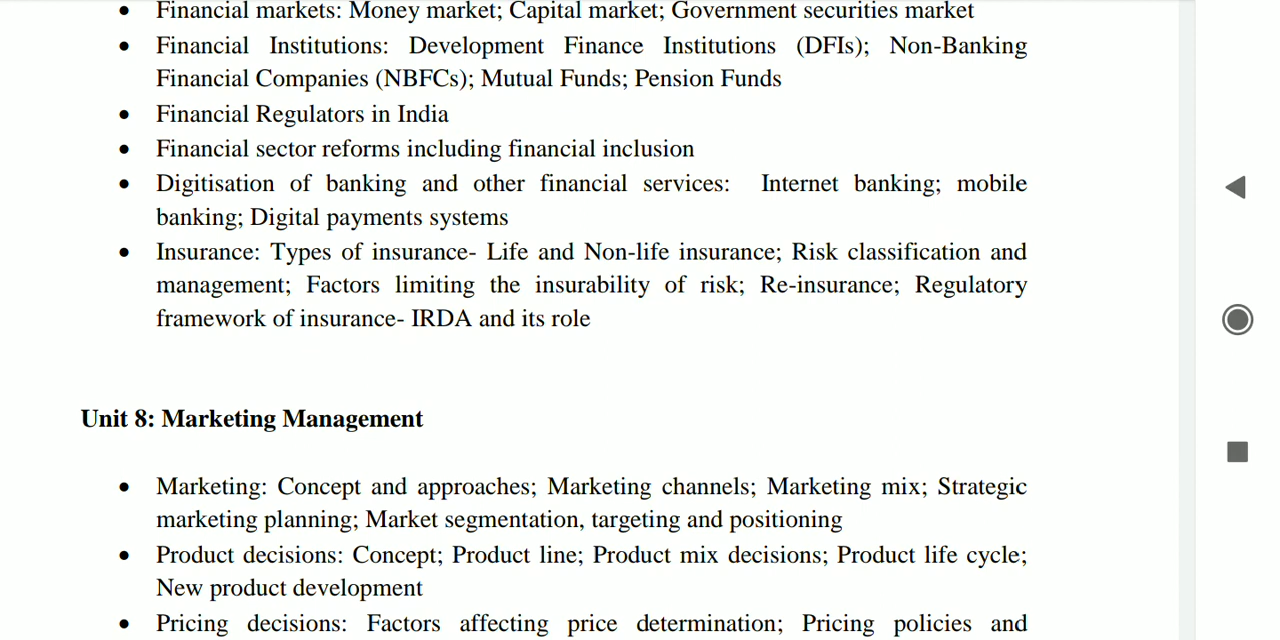 • Financial markets: Money market; Capital market; Government securities market
• Financial Institutions: Development Finance Institutions (DFIs); Non-Banking
Financial Companies (NBFCs); Mutual Funds; Pension Funds
• Financial Regulators in India
• Financial sector reforms including financial inclusion
• Digitisation of banking and other financial services: Internet banking; mobile
banking; Digital payments systems
• Insurance: Types of insurance- Life and Non-life insurance; Risk classification and
management; Factors limiting the insurability of risk; Re-insurance; Regulatory
framework of insurance- IRDA and its role
Unit 8: Marketing Management
• Marketing: Concept and approaches; Marketing channels; Marketing mix; Strategic
marketing planning; Market segmentation, targeting and positioning
• Product decisions: Concept; Product line; Product mix decisions; Product life cycle;
New product development
• Pricing decisions: Factors affecting price determination; Pricing policies and